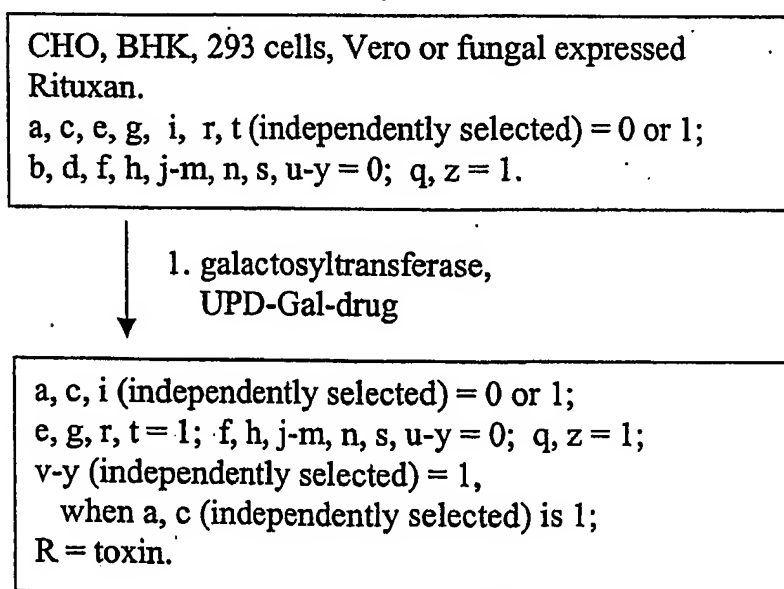 CHO, BHK, 293 cells, Vero or fungal expressed
Rituxan.
a, c, e, g, i, r, t (independently selected) = 0 or 1;
b, d, f, h, j-m, n, s, u-y = 0; q, z = 1.
1. galactosyltransferase,
UPD-Gal-drug
a, c, i (independently selected) = 0 or 1;
e, g, r, t = 1; f, h, j-m, n, s, u-y = 0; q, z = 1;
v-y (independently selected) = 1,
when a, c (independently selected) is 1;
R = toxin.